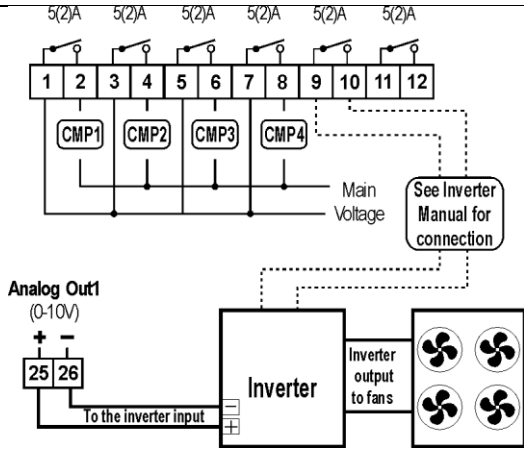 5(2)A 5(2)A 5(2)A 5(2)A 5(2)A 5(2)A
1 2 3 4 5 6 7 8 9 10 11 12
CMP1 CMP2 CMP3 CMP4
Main
Voltage
See Inverter
Manual for
connection
Analog Out1
(0-10V)
+ −
25 26
Inverter
Inverter
output
to fans
To the inverter input
−
+